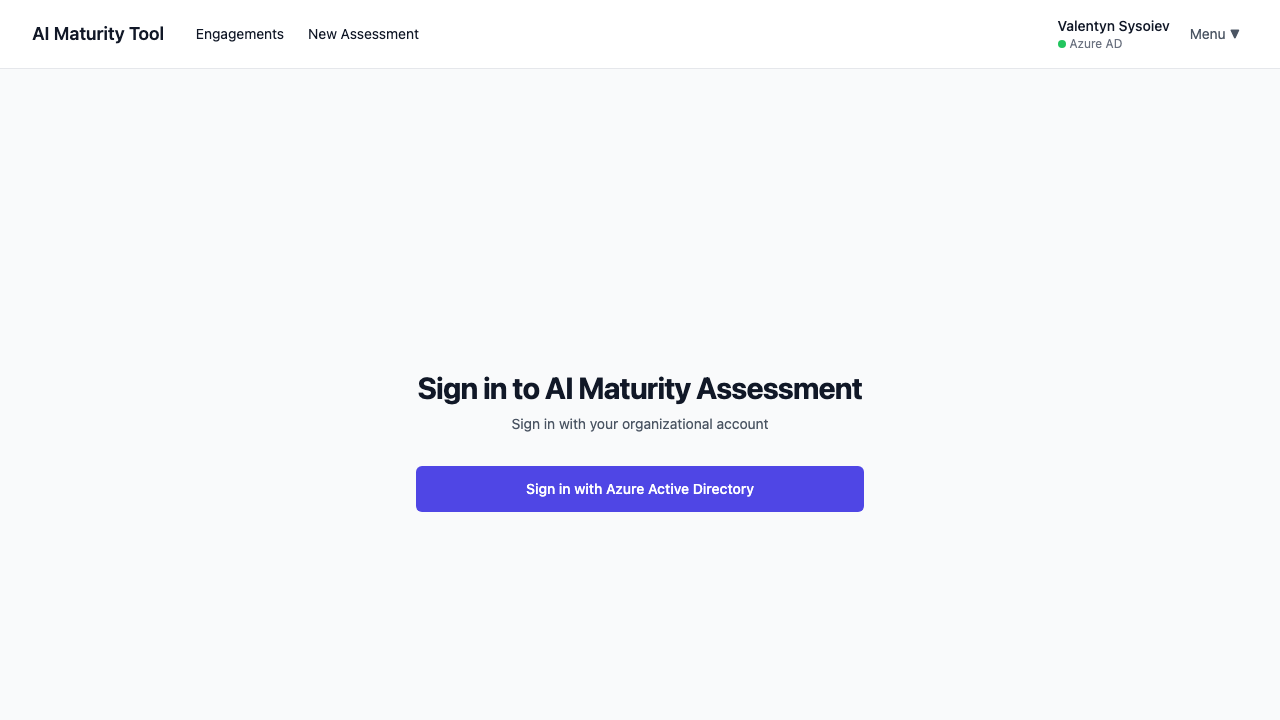 AI Maturity Tool
Engagements
New Assessment
Valentyn Sysoiev
Azure AD
Menu ▼
Sign in to AI Maturity Assessment
Sign in with your organizational account
Sign in with Azure Active Directory